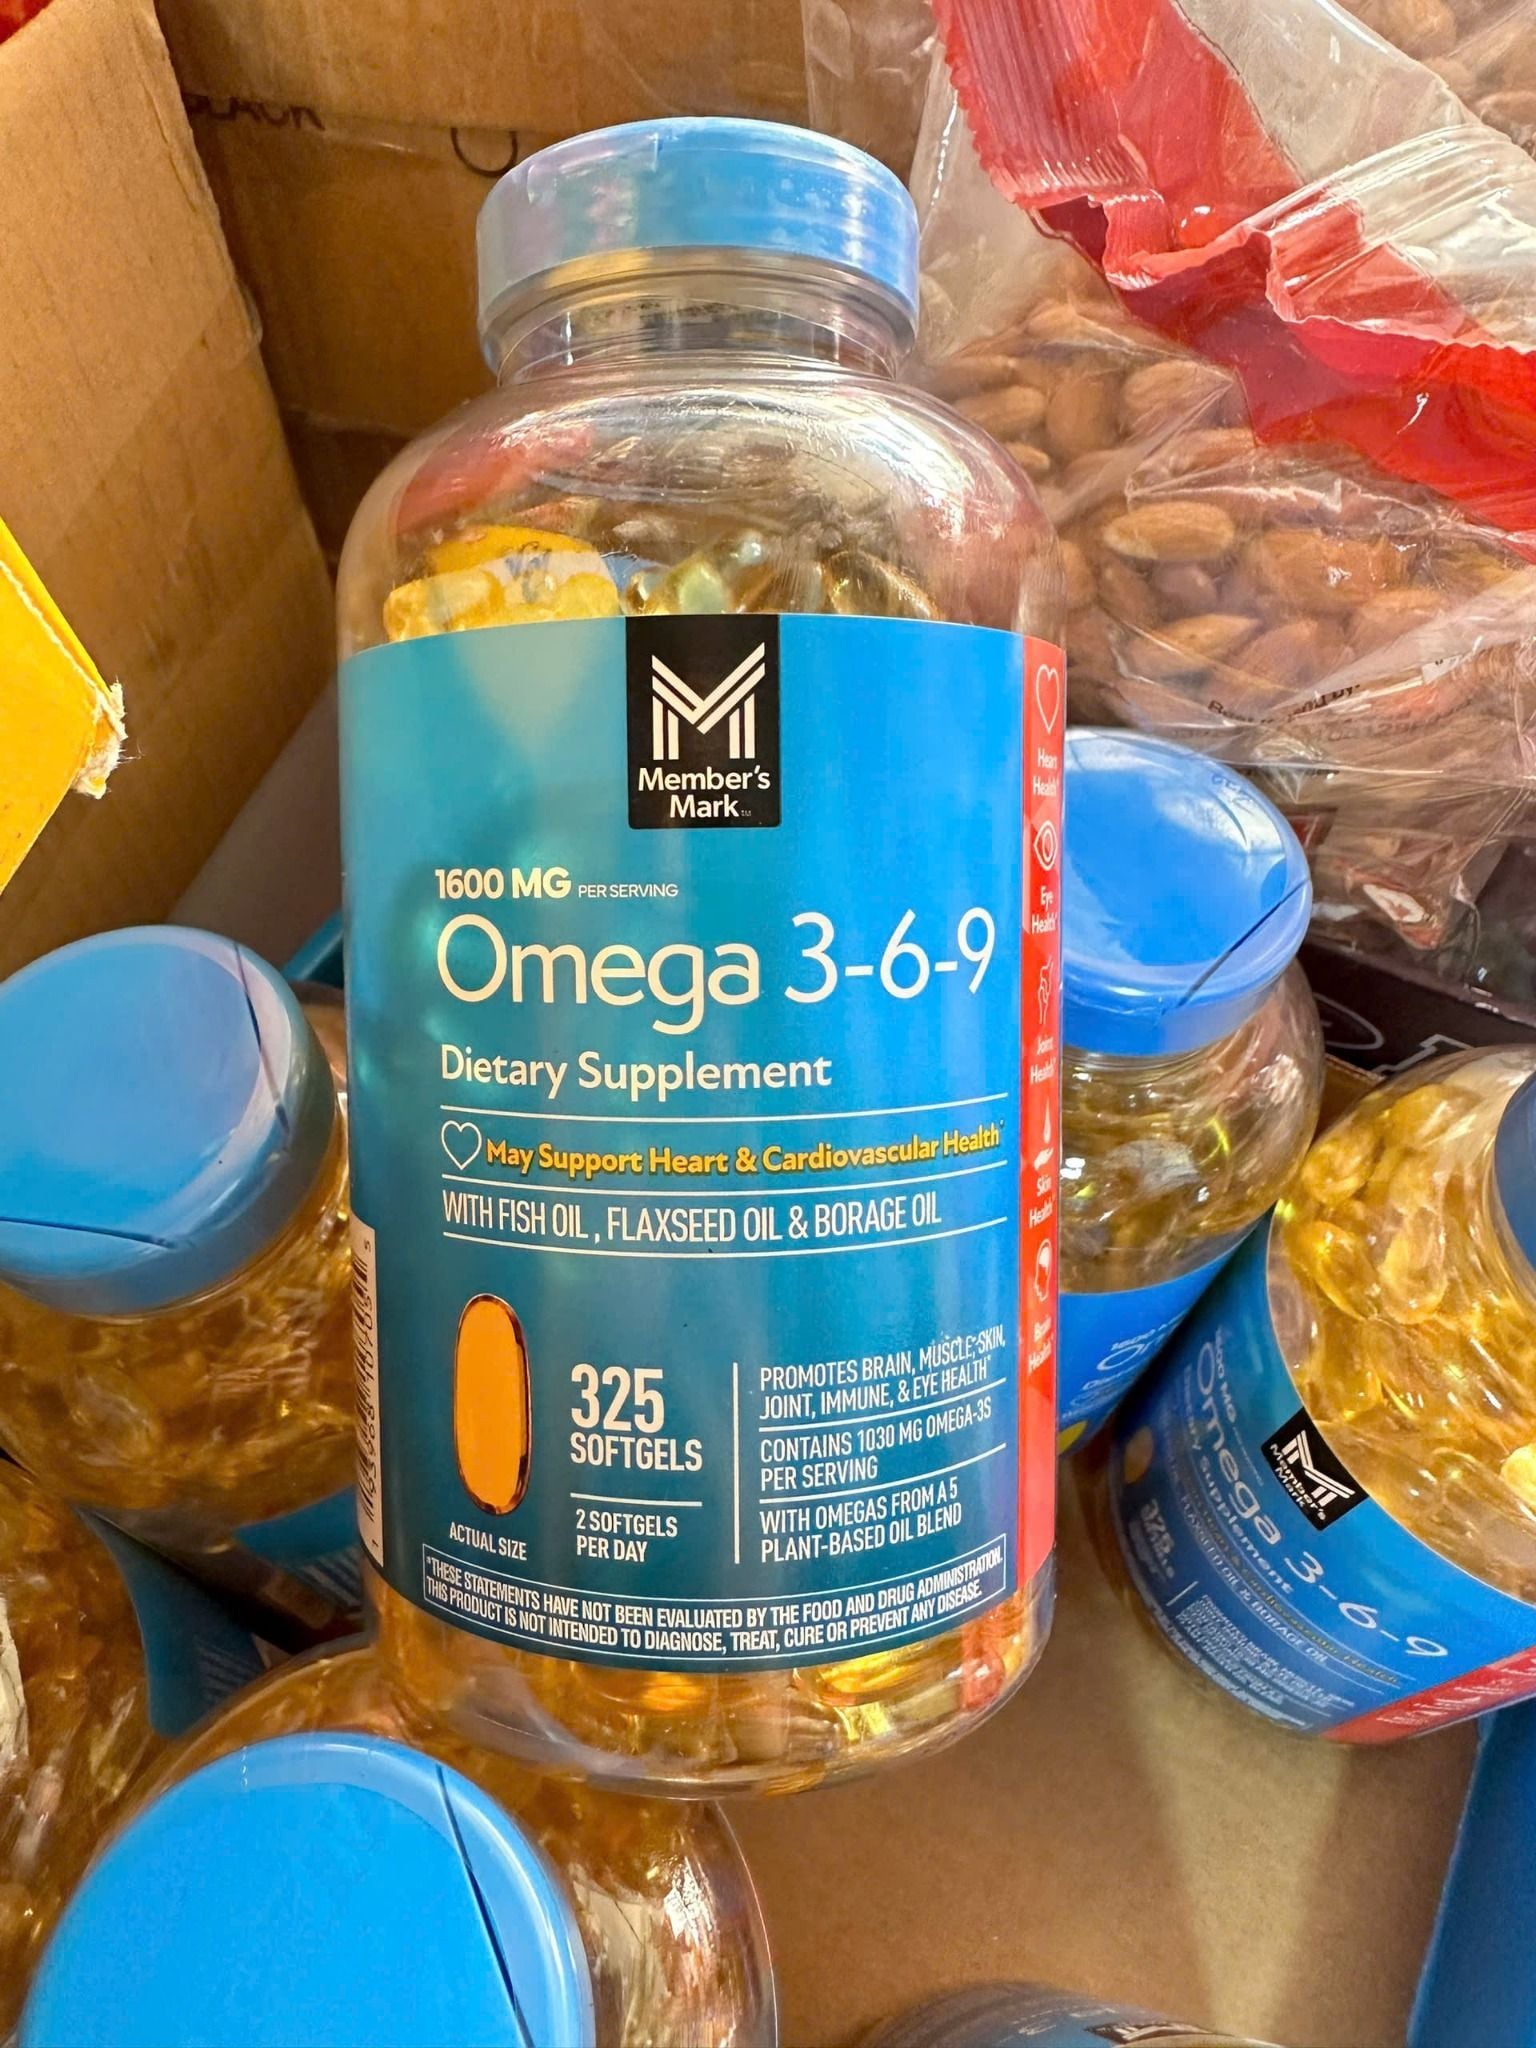 Member's
Mark
1600 MG PER SERVING
Omega 3-6-9
Dietary Supplement
May Support Heart & Cardiovascular Health*
WITH FISH OIL, FLAXSEED OIL & BORAGE OIL
325
SOFTGELS
2 SOFTGELS
PER DAY
ACTUAL SIZE
PROMOTES BRAIN, MUSCLE, SKIN,
JOINT, IMMUNE, & EYE HEALTH*
CONTAINS 1030 MG OMEGA-3S
PER SERVING
WITH OMEGAS FROM A 5
PLANT-BASED OIL BLEND
*THESE STATEMENTS HAVE NOT BEEN EVALUATED BY THE FOOD AND DRUG ADMINISTRATION.
THIS PRODUCT IS NOT INTENDED TO DIAGNOSE, TREAT, CURE OR PREVENT ANY DISEASE.
Heart
Health*
Eye
Health*
Joint
Health*
Skin
Health*
Brain
Health*
Member's
Mark
Omega 3-6-9
Supplement